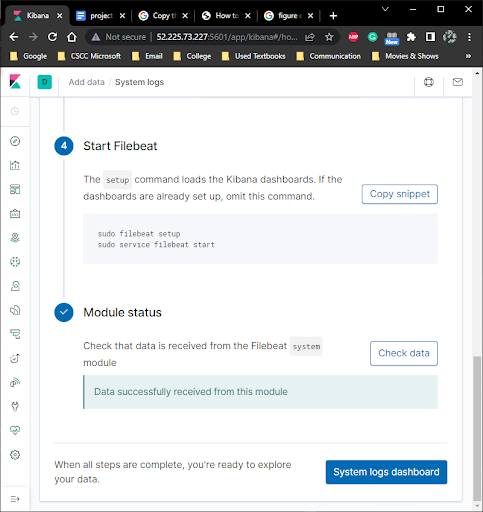 Kibana
project
Copy th
How to
figure o
Not secure | 52.225.73.227:5601/app/kibana#/ho...
ABP
New
Google
CSCC Microsoft
Email
College
Used Textbooks
Communication
Movies & Shows
D
Add data / System logs
4 Start Filebeat
The setup command loads the Kibana dashboards. If the
dashboards are already set up, omit this command.
Copy snippet
sudo filebeat setup
sudo service filebeat start
Module status
Check that data is received from the Filebeat system
module
Check data
Data successfully received from this module
When all steps are complete, you're ready to explore
your data.
System logs dashboard